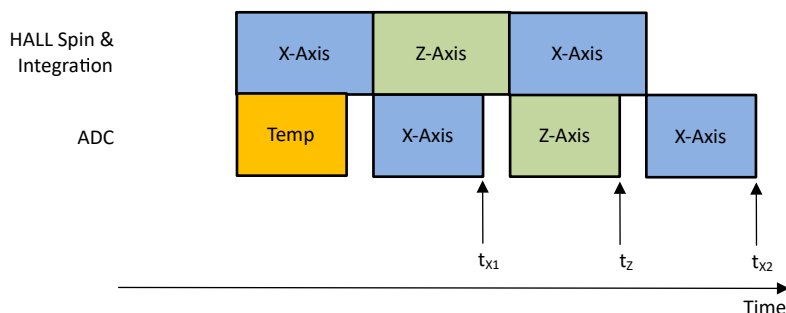 HALL Spin &
Integration
X-Axis
Z-Axis
X-Axis
ADC
Temp
X-Axis
Z-Axis
X-Axis
tX1
tZ
tX2
Time